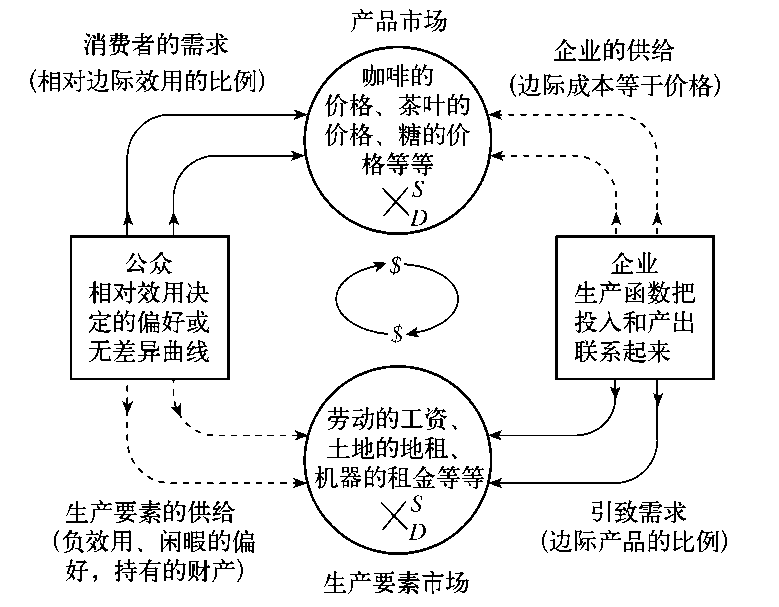 产品市场
消费者的需求
(相对边际效用的比例)
企业的供给
(边际成本等于价格)
咖啡的
价格、茶叶的
价格、糖的价
格等等
S
D
公众
相对效用决
定的偏好或
无差异曲线
$
$
企业
生产函数把
投入和产出
联系起来
劳动的工资、
土地的地租、
机器的租金等等
S
D
生产要素的供给
(负效用、闲暇的偏
好，持有的财产)
引致需求
(边际产品的比例)
生产要素市场